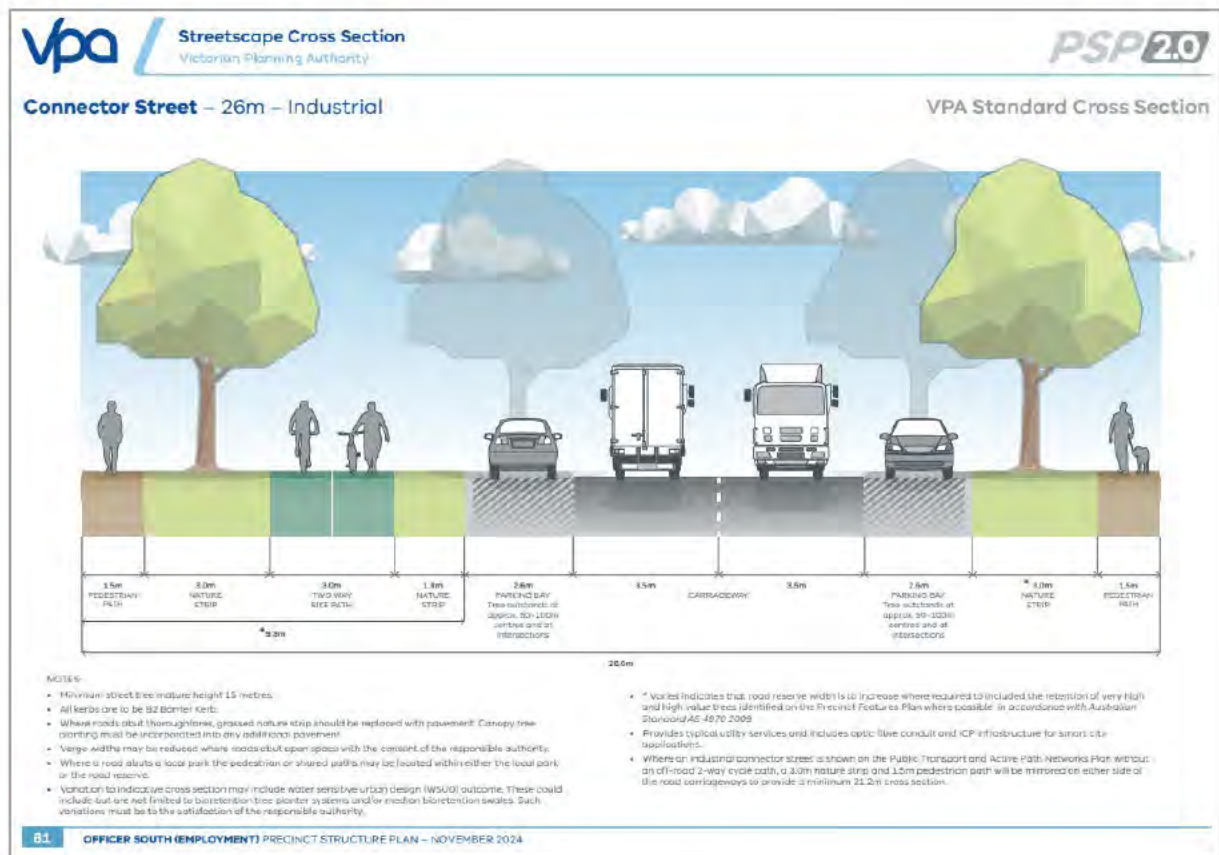 vpa
Streetscape Cross Section
Victorian Planning Authority
PSP 2.0
Connector Street – 26m – Industrial
VPA Standard Cross Section
1.5m
PEDESTRIAN
PATH
3.0m
NATURE
STRIP
3.0m
TWO WAY
BIKE PATH
NATURE
STRIP
2.6m
PARKING BAY
Tree outstands at
approx. 50-100m
centres and at
intersections
3.5m
CARRIAGEWAY
3.5m
PARKING BAY
Tree outstands at
approx. 50-100m
centres and at
intersections
* 3.0m
NATURE
STRIP
1.5m
PEDESTRIAN
PATH
26.0m
NOTES:
• Minimum street tree mature height 15 metres.
• All kerbs are to be B2 Barrier Kerb.
• Where roads abut thoroughfares, grassed nature strip should be replaced with pavement. Canopy tree
planting must be incorporated into any additional pavement.
• Verge widths may be reduced where roads abut open space with the consent of the responsible authority.
• Where a road abuts a local park the pedestrian or shared paths may be located within either the local park
or the road reserve.
• Variation to indicative cross section may include water sensitive urban design (WSUD) outcome. These could
include but are not limited to bioretention tree planter systems and/or median bioretention swales. Such
variations must be to the satisfaction of the responsible authority.
• * Varies indicates that road reserve width is to increase where required to included the retention of very high
and high value trees identified on the Precinct Features Plan where possible in accordance with Australian
Standard AS 4970 2009
• Provides typical utility services and includes optic fibre conduit and ICP infrastructure for smart city
applications.
• Where an industrial connector street is shown on the Public Transport and Active Path Networks Plan without
an off-road 2-way cycle path, a 3.0m nature strip and 1.5m pedestrian path will be mirrored on either side of
the road carriageways to provide a minimum 21.2m cross section.
81
OFFICER SOUTH (EMPLOYMENT) PRECINCT STRUCTURE PLAN – NOVEMBER 2024